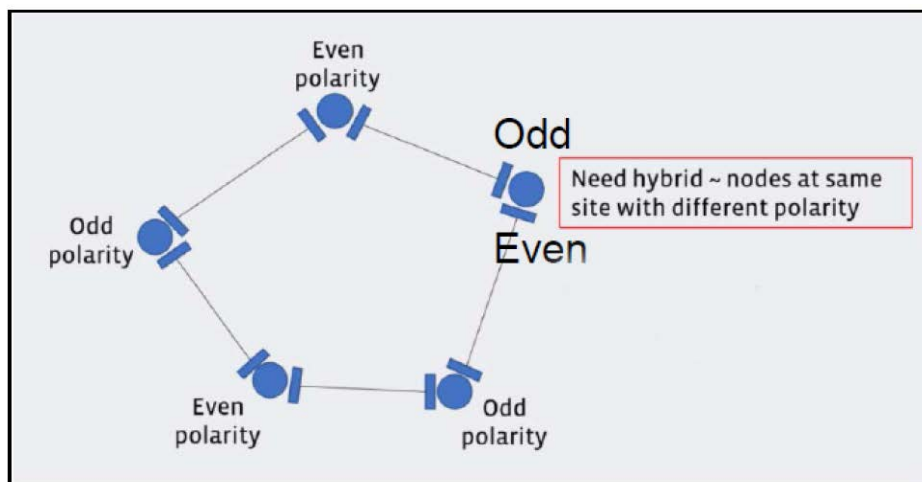 Even
polarity
Odd
Need hybrid ~ nodes at same
site with different polarity
Odd
polarity
Even
Even
polarity
Odd
polarity